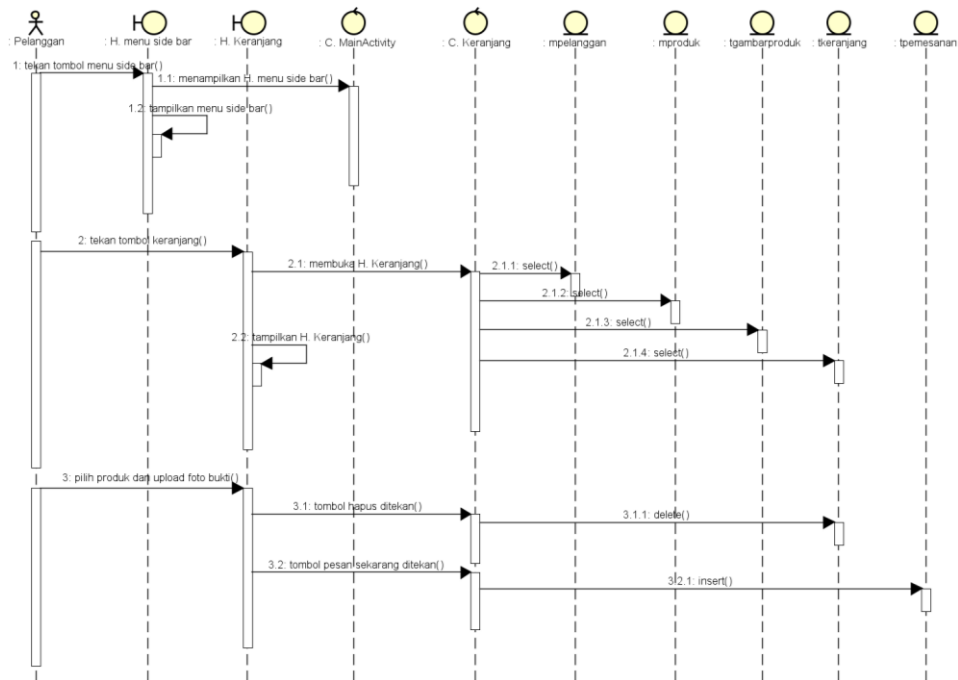 : Pelanggan
: H. menu side bar
: H. Keranjang
: C. MainActivity
: C. Keranjang
: mpelanggan
: mproduk
: tgambarproduk
: tkeranjang
: tpemesanan
1: tekan tombol menu side bar()
1.1: menampilkan H. menu side bar()
1.2: tampilkan menu side bar()
2: tekan tombol keranjang()
2.1: membuka H. Keranjang()
2.1.1: select()
2.1.2: select()
2.1.3: select()
2.2: tampilkan H. Keranjang()
2.1.4: select()
3: pilih produk dan upload foto bukti()
3.1: tombol hapus ditekan()
3.1.1: delete()
3.2: tombol pesan sekarang ditekan()
3.2.1: insert()